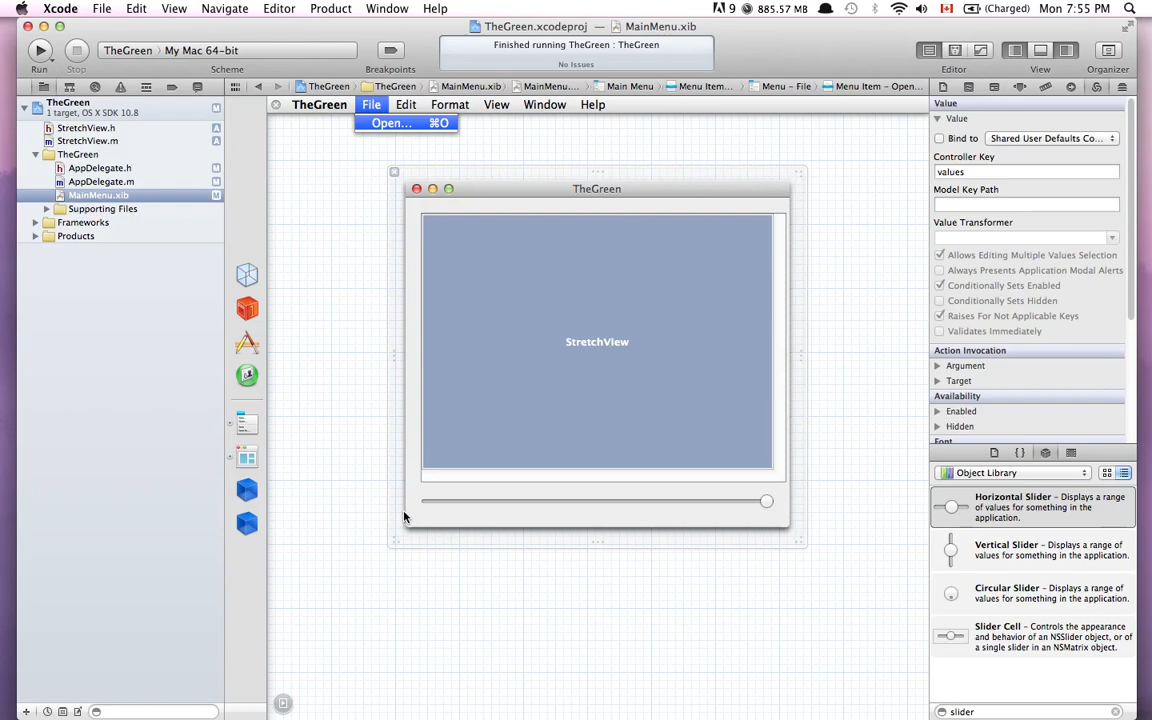 Xcode File Edit View Navigate Editor Product Window Help 9 885.57 MB (Charged) Mon 7:55 PM
TheGreen.xcodeproj — MainMenu.xib
TheGreen My Mac 64-bit
Finished running TheGreen : TheGreen
No Issues
Run Stop Scheme Breakpoints Editor View Organizer
TheGreen TheGreen MainMenu.xib MainMenu.... Main Menu Menu Item... Menu – File Menu Item – Open...
TheGreen
1 target, OS X SDK 10.8
M
StretchView.h A
StretchView.m A
TheGreen
AppDelegate.h M
AppDelegate.m M
MainMenu.xib M
Supporting Files
Frameworks
Products
TheGreen File Edit Format View Window Help
Open... ⌘O
TheGreen
StretchView
Value
Value
Bind to Shared User Defaults Co...
Controller Key
values
Model Key Path
Value Transformer
Allows Editing Multiple Values Selection
Always Presents Application Modal Alerts
Conditionally Sets Enabled
Conditionally Sets Hidden
Raises For Not Applicable Keys
Validates Immediately
Action Invocation
Argument
Target
Availability
Enabled
Hidden
Font
Object Library
Horizontal Slider – Displays a range
of values for something in the
application.
Vertical Slider – Displays a range of
values for something in the
application.
Circular Slider – Displays a range of
values for something in the
application.
Slider Cell – Controls the appearance
and behavior of an NSSlider object, or of
a single slider in an NSMatrix object.
slider